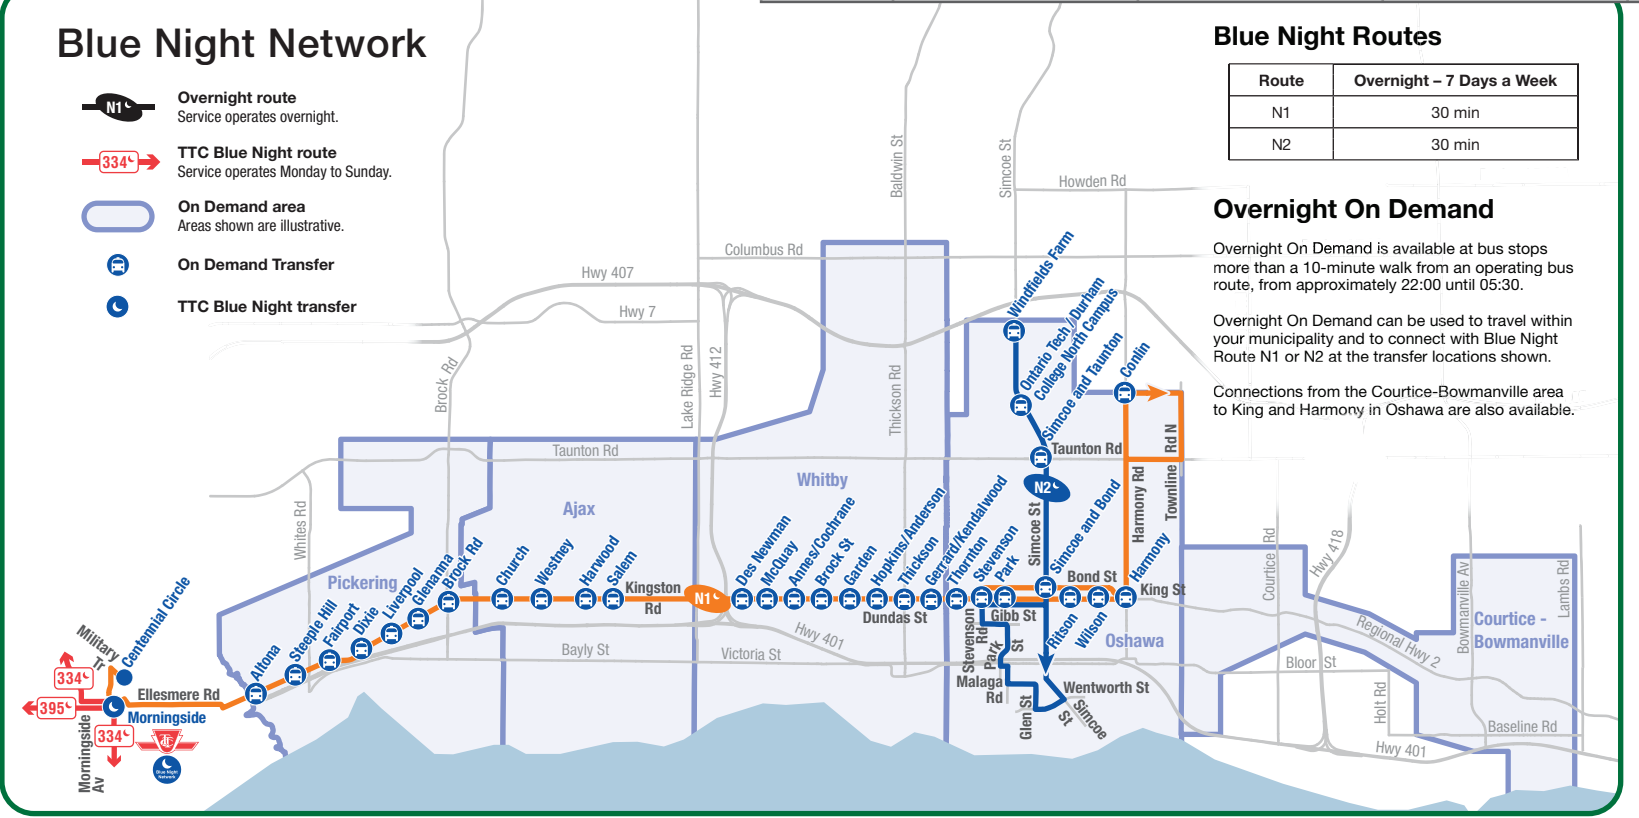 Blue Night Network
N1
Overnight route
Service operates overnight.
334
TTC Blue Night route
Service operates Monday to Sunday.
On Demand area
Areas shown are illustrative.
On Demand Transfer
TTC Blue Night transfer
Blue Night Routes
Route Overnight – 7 Days a Week
N1 30 min
N2 30 min
Overnight On Demand
Overnight On Demand is available at bus stops
more than a 10-minute walk from an operating bus
route, from approximately 22:00 until 05:30.
Overnight On Demand can be used to travel within
your municipality and to connect with Blue Night
Route N1 or N2 at the transfer locations shown.
Connections from the Courtice-Bowmanville area
to King and Harmony in Oshawa are also available.
Baldwin St
Simcoe St
Howden Rd
Columbus Rd
Hwy 407
Hwy 7
Brock Rd
Lake Ridge Rd
Hwy 412
Thickson Rd
Taunton Rd
Whites Rd
Windfields Farm
Ontario Tech / Durham
College North Campus
Simcoe and Taunton
Conlin
Taunton Rd
Rd N
Townline
Harmony Rd
N2
Simcoe St
Simcoe and Bond
Whitby
Ajax
Pickering
Oshawa
Courtice -
Bowmanville
Military
Tr
Centennial Circle
334
395
334
Ellesmere Rd
Morningside
Morningside
Av
TTC
Blue Night
Network
Altona
Steeple Hill
Fairport
Dixie
Liverpool
Glenanna
Brock Rd
Church
Westney
Harwood
Salem
Kingston
Rd
N1
Des Newman
McQuay
Annes/Cochrane
Brock St
Garden
Hopkins/Anderson
Thickson
Gerrard/Kendalwood
Thornton
Stevenson
Park
Bond St
Harmony
King St
Dundas St
Gibb St
Ritson
Wilson
Stevenson
Rd
Park
St
Malaga
Rd
Glen St
Wentworth St
Simcoe
St
Bayly St
Victoria St
Hwy 401
Bloor St
Regional Hwy 2
Courtice Rd
Hwy 418
Bowmanville Av
Lambs Rd
Holt Rd
Baseline Rd
Hwy 401